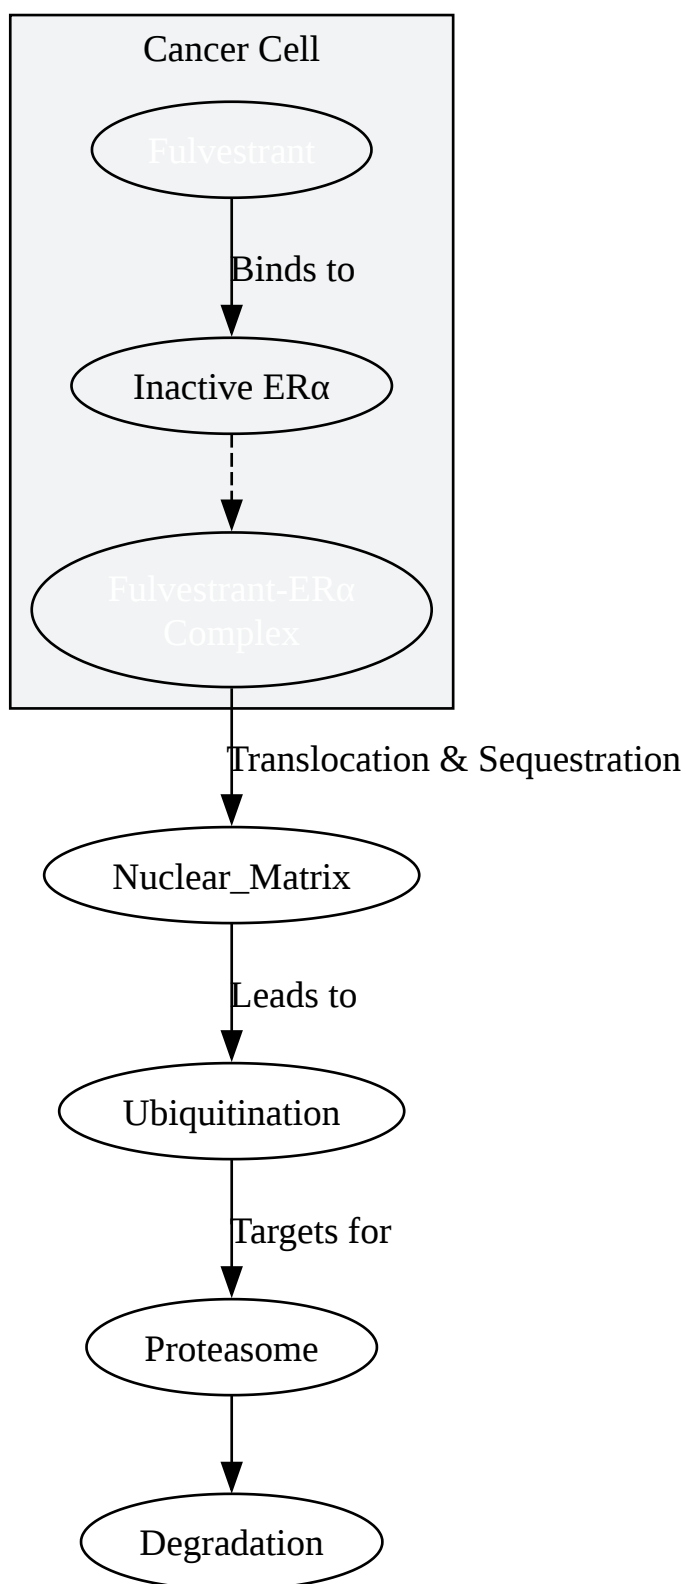 Cancer Cell
Fulvestrant
Binds to
Inactive ERα
Fulvestrant-ERα
Complex
Translocation & Sequestration
Nuclear_Matrix
Leads to
Ubiquitination
Targets for
Proteasome
Degradation